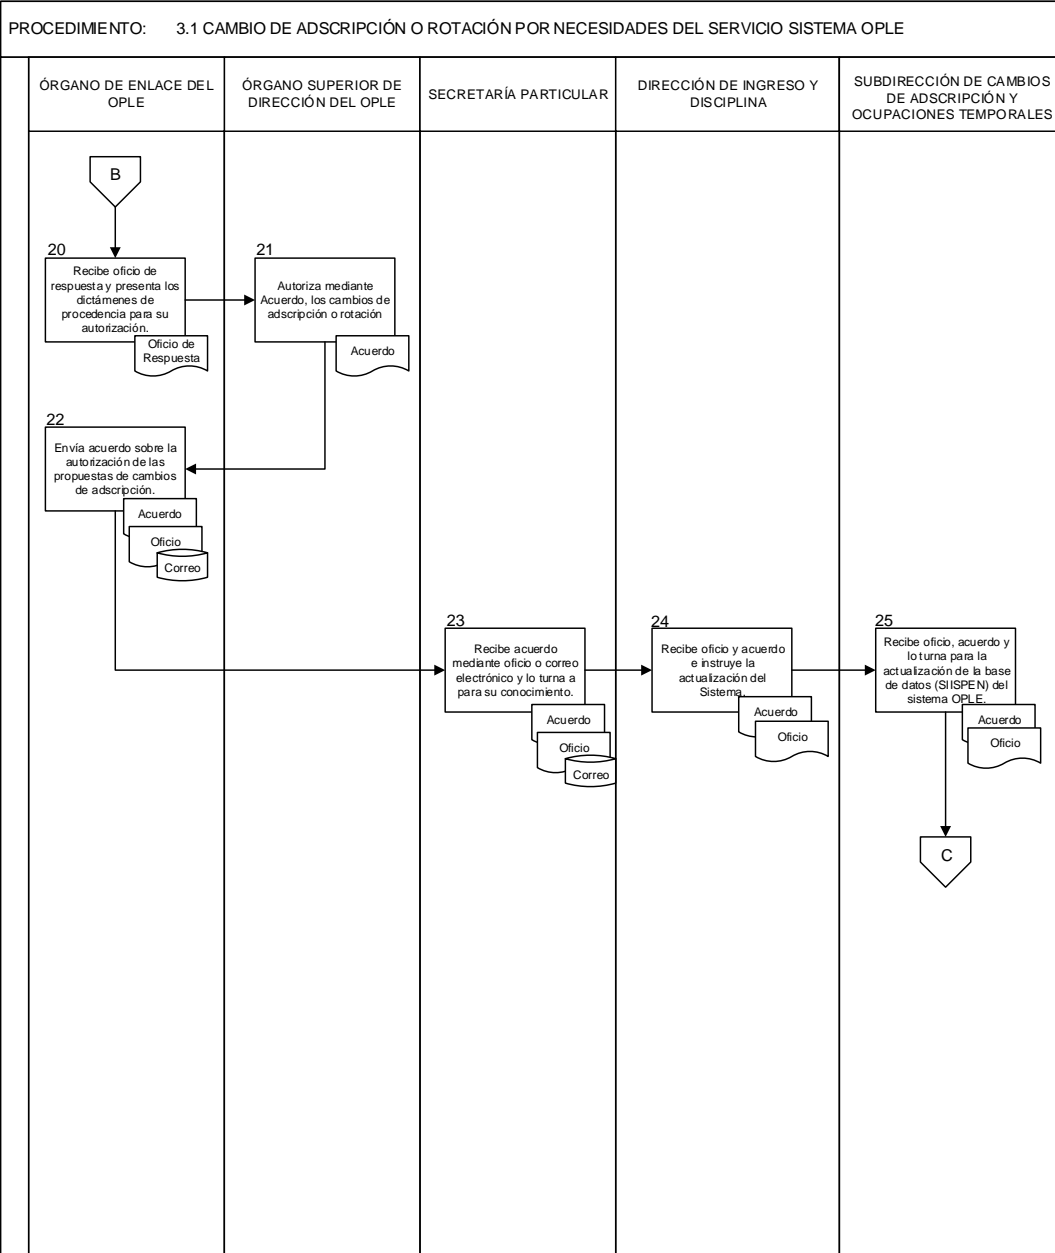 PROCEDIMIENTO: 3.1 CAMBIO DE ADSCRIPCIÓN O ROTACIÓN POR NECESIDADES DEL SERVICIO SISTEMA OPLE
ÓRGANO DE ENLACE DEL
OPLE
ÓRGANO SUPERIOR DE
DIRECCIÓN DEL OPLE
SECRETARÍA PARTICULAR
DIRECCIÓN DE INGRESO Y
DISCIPLINA
SUBDIRECCIÓN DE CAMBIOS
DE ADSCRIPCIÓN Y
OCUPACIONES TEMPORALES
B
20
Recibe oficio de
respuesta y presenta los
dictámenes de
procedencia para su
autorización.
Oficio de
Respuesta
21
Autoriza mediante
Acuerdo, los cambios de
adscripción o rotación
Acuerdo
22
Envía acuerdo sobre la
autorización de las
propuestas de cambios
de adscripción.
Acuerdo
Oficio
Correo
23
Recibe acuerdo
mediante oficio o correo
electrónico y lo turna a
para su conocimiento.
Acuerdo
Oficio
Correo
24
Recibe oficio y acuerdo
e instruye la
actualización del
Sistema.
Acuerdo
Oficio
25
Recibe oficio, acuerdo y
lo turna para la
actualización de la base
de datos (SIISPEN) del
sistema OPLE.
Acuerdo
Oficio
C